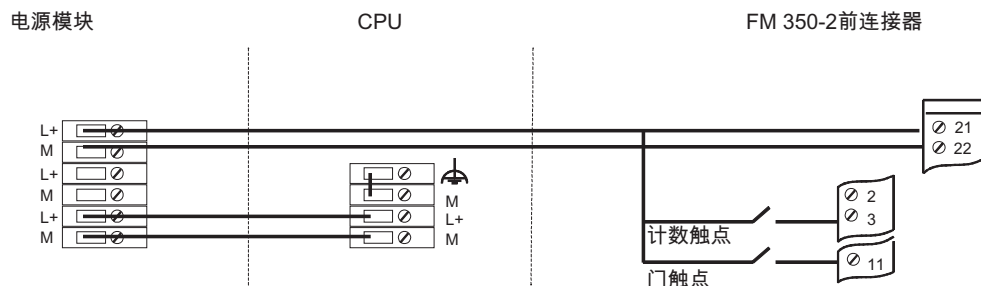 电源模块 CPU FM 350-2前连接器
L+ 21
M 22
L+
M M 2
L+ L+ 3
M M 计数触点
11
门触点